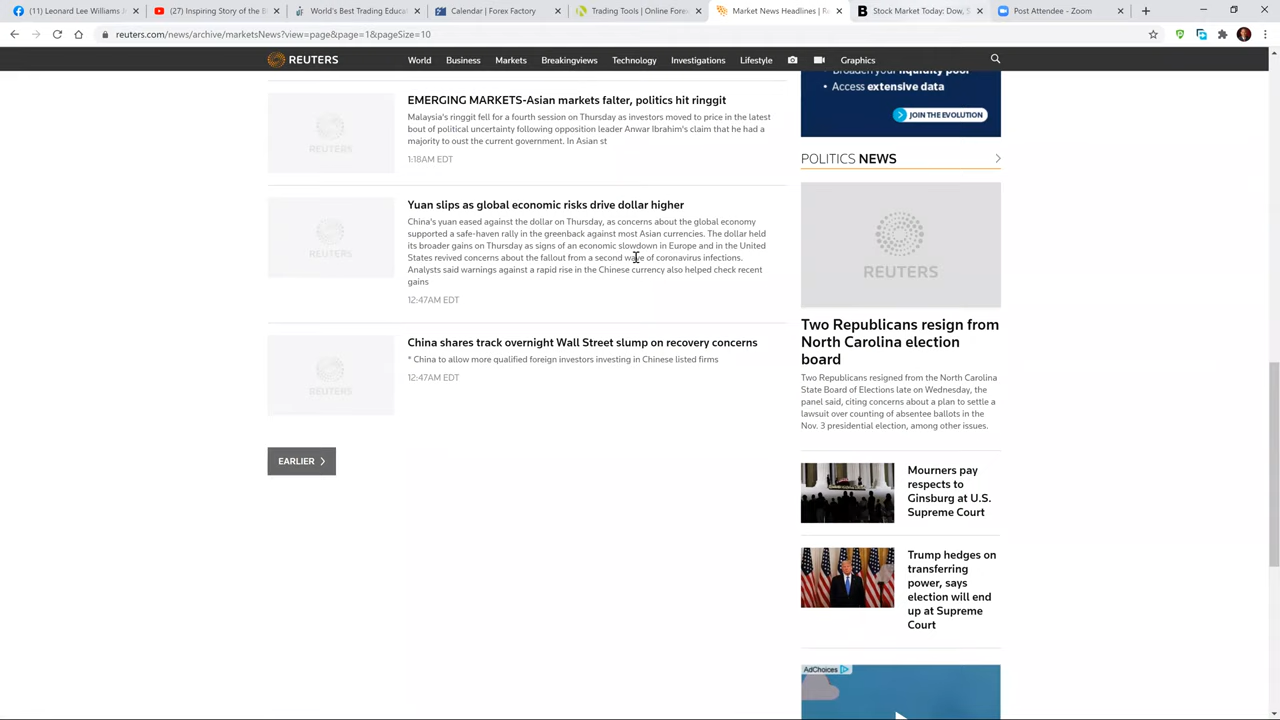 (11) Leonard Lee Williams
(27) Inspiring Story of the
World's Best Trading Educa
Calendar | Forex Factory
Trading Tools | Online Fore
Market News Headlines | R
Stock Market Today: Dow, S
Post Attendee - Zoom
reuters.com/news/archive/marketsNews?view=page&page=1&pageSize=10
REUTERS
World Business Markets Breakingviews Technology Investigations Lifestyle Graphics
EMERGING MARKETS-Asian markets falter, politics hit ringgit
Malaysia's ringgit fell for a fourth session on Thursday as investors moved to price in the latest
bout of political uncertainty following opposition leader Anwar Ibrahim's claim that he had a
majority to oust the current government. In Asian st
1:18AM EDT
REUTERS
Yuan slips as global economic risks drive dollar higher
China's yuan eased against the dollar on Thursday, as concerns about the global economy
supported a safe-haven rally in the greenback against most Asian currencies. The dollar held
its broader gains on Thursday as signs of an economic slowdown in Europe and in the United
States revived concerns about the fallout from a second wave of coronavirus infections.
Analysts said warnings against a rapid rise in the Chinese currency also helped check recent
gains
12:47AM EDT
REUTERS
China shares track overnight Wall Street slump on recovery concerns
* China to allow more qualified foreign investors investing in Chinese listed firms
12:47AM EDT
REUTERS
EARLIER
• Broaden your liquidity pool
• Access extensive data
JOIN THE EVOLUTION
POLITICS NEWS
REUTERS
Two Republicans resign from
North Carolina election
board
Two Republicans resigned from the North Carolina
State Board of Elections late on Wednesday, the
panel said, citing concerns about a plan to settle a
lawsuit over counting of absentee ballots in the
Nov. 3 presidential election, among other issues.
Mourners pay
respects to
Ginsburg at U.S.
Supreme Court
Trump hedges on
transferring
power, says
election will end
up at Supreme
Court
AdChoices